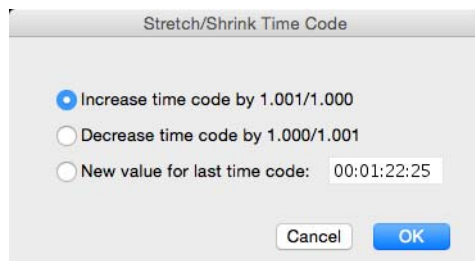 Stretch/Shrink Time Code
Increase time code by 1.001/1.000
Decrease time code by 1.000/1.001
New value for last time code: 00:01:22:25
Cancel OK